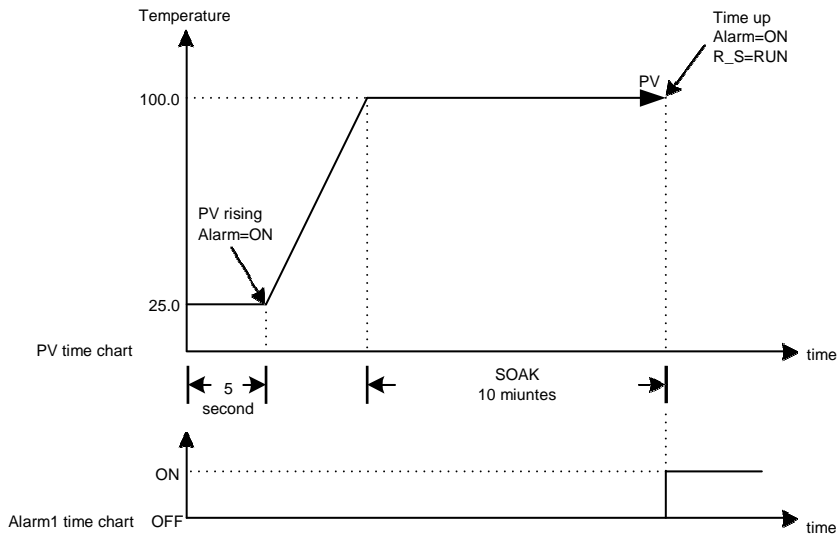 Temperature
Time up
Alarm=ON
R_S=RUN
PV
100.0
PV rising
Alarm=ON
25.0
PV time chart
time
5
second
SOAK
10 miuntes
ON
Alarm1 time chart
OFF
time